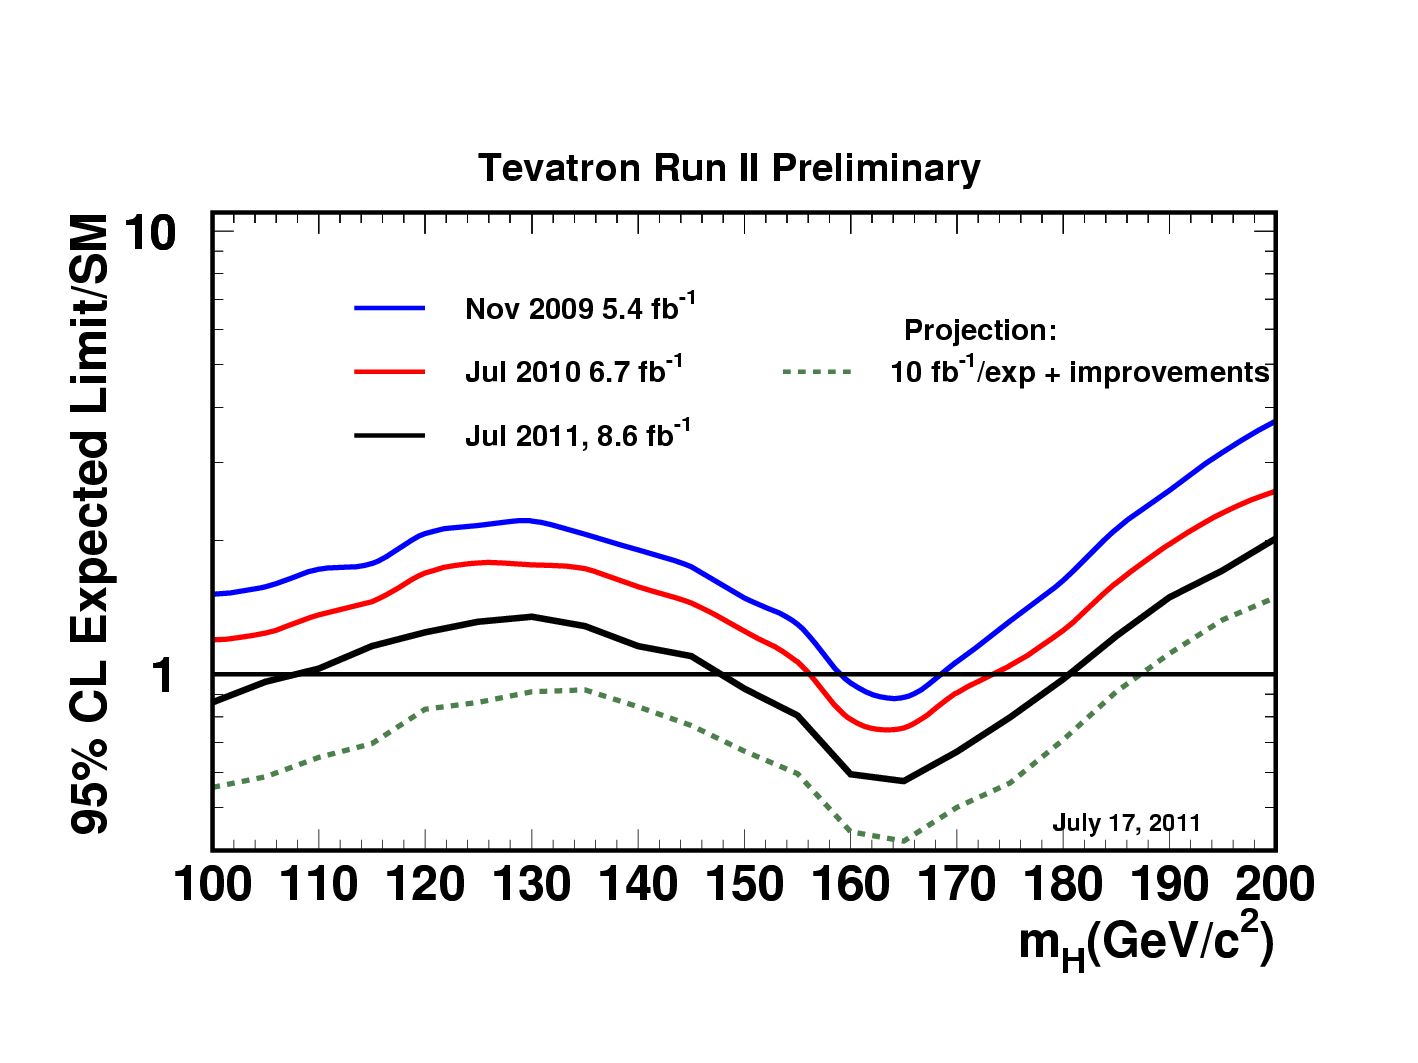 Tevatron Run II Preliminary
95% CL Expected Limit/SM
10
1
Nov 2009 5.4 fb⁻¹
Jul 2010 6.7 fb⁻¹
Jul 2011, 8.6 fb⁻¹
Projection:
10 fb⁻¹/exp + improvements
July 17, 2011
100 110 120 130 140 150 160 170 180 190 200
m_H(GeV/c²)